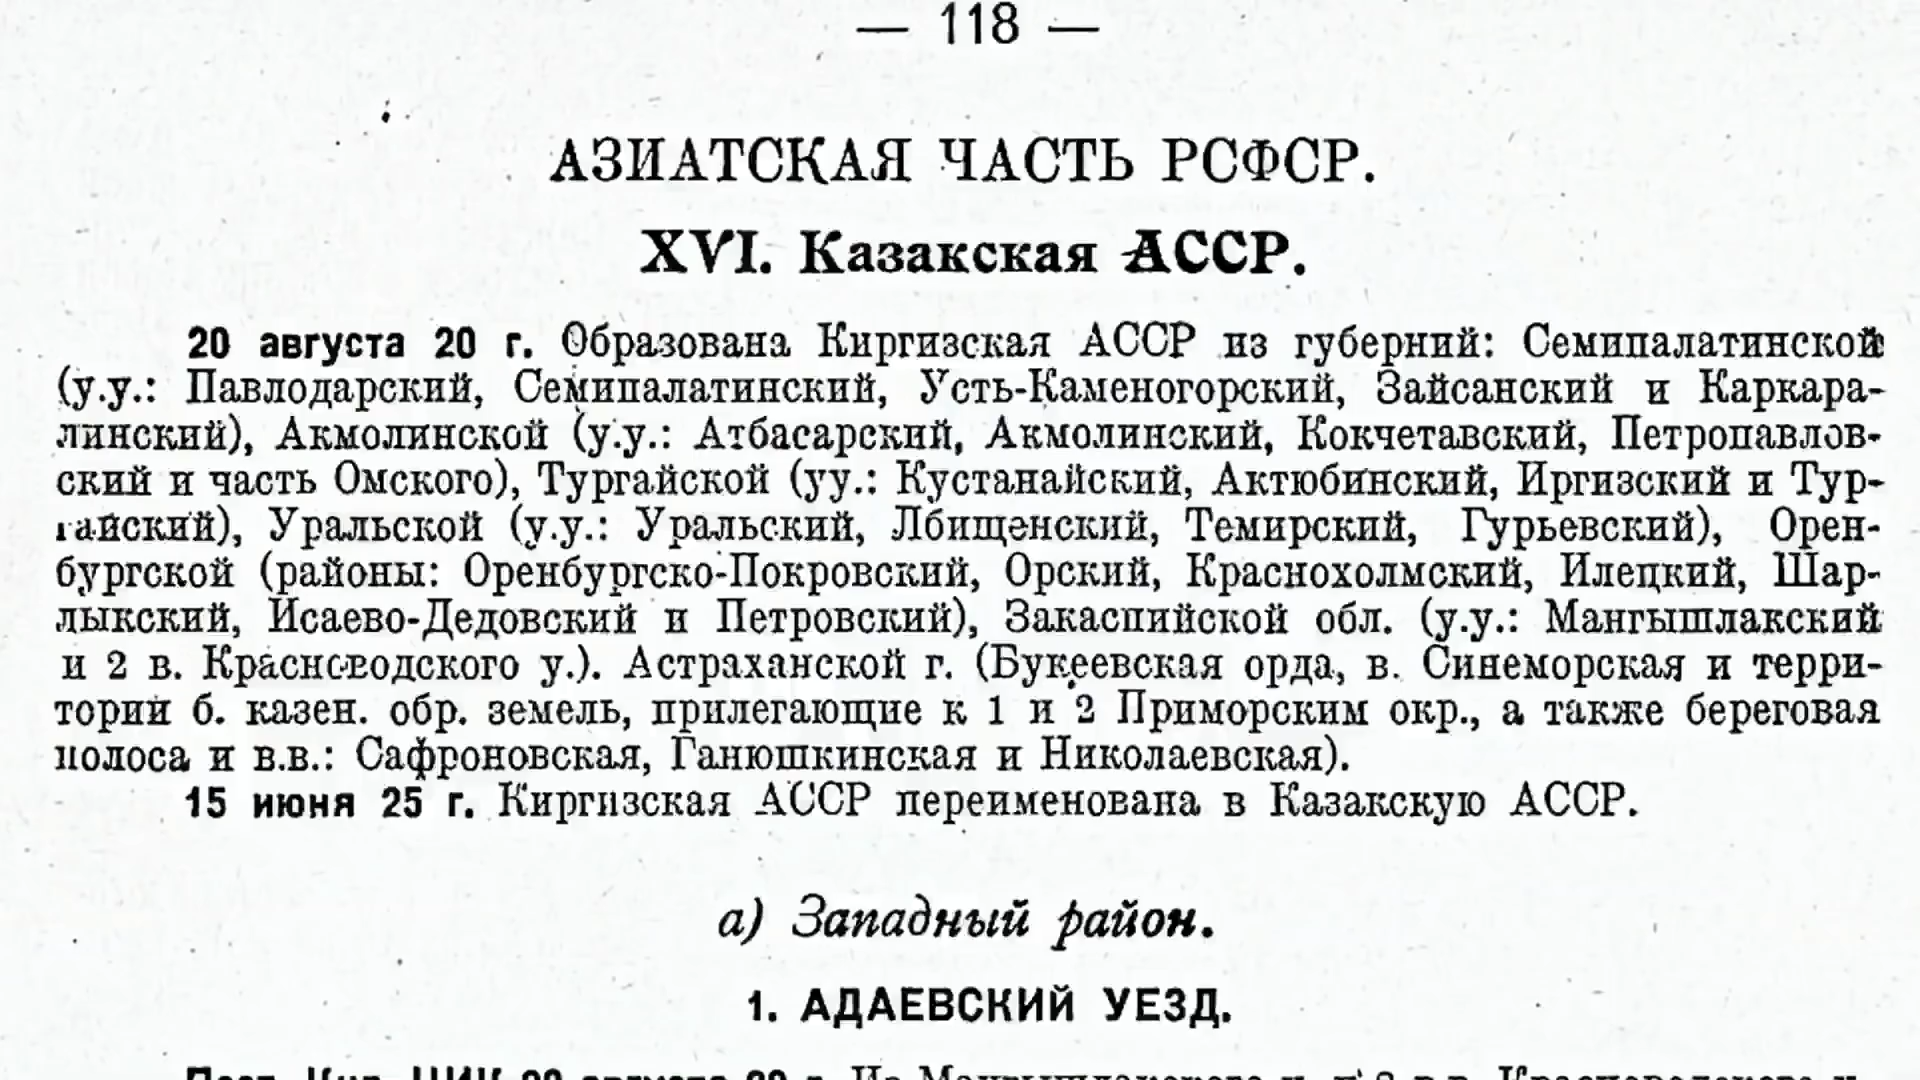 — 118 —
АЗИАТСКАЯ ЧАСТЬ РСФСР.
XVI. Казакская АССР.
20 августа 20 г. Образована Киргизская АССР из губерний: Семипалатинской
(у.у.: Павлодарский, Семипалатинский, Усть-Каменогорский, Зайсанский и Каркара-
линский), Акмолинской (у.у.: Атбасарский, Акмолинский, Кокчетавский, Петропавлов-
ский и часть Омского), Тургайской (уу.: Кустанайский, Актюбинский, Иргизский и Тур-
гайский), Уральской (у.у.: Уральский, Лбищенский, Темирский, Гурьевский), Орен-
бургской (районы: Оренбургско-Покровский, Орский, Краснохолмский, Илецкий, Шар-
лыкский, Исаево-Дедовский и Петровский), Закаспийской обл. (у.у.: Мангышлакский
и 2 в. Красноводского у.). Астраханской г. (Букеевская орда, в. Синеморская и терри-
торий б. казен. обр. земель, прилегающие к 1 и 2 Приморским окр., а также береговая
полоса и в.в.: Сафроновская, Ганюшкинская и Николаевская).
15 июня 25 г. Киргизская АССР переименована в Казакскую АССР.
а) Западный район.
1. АДАЕВСКИЙ УЕЗД.